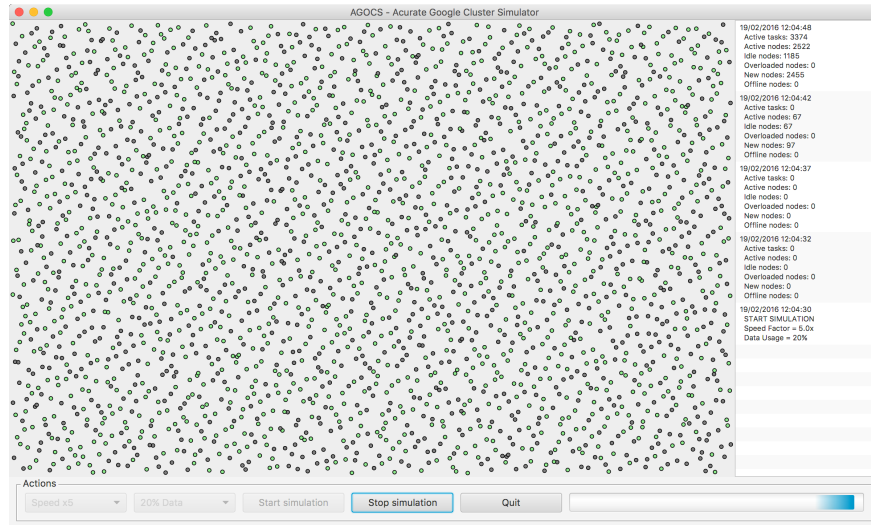 AGOCS - Acurate Google Cluster Simulator
19/02/2016 12:04:48
Active tasks: 3374
Active nodes: 2522
Idle nodes: 1185
Overloaded nodes: 0
New nodes: 2455
Offline nodes: 0
19/02/2016 12:04:42
Active tasks: 0
Active nodes: 67
Idle nodes: 67
Overloaded nodes: 0
New nodes: 97
Offline nodes: 0
19/02/2016 12:04:37
Active tasks: 0
Active nodes: 0
Idle nodes: 0
Overloaded nodes: 0
New nodes: 0
Offline nodes: 0
19/02/2016 12:04:32
Active tasks: 0
Active nodes: 0
Idle nodes: 0
Overloaded nodes: 0
New nodes: 0
Offline nodes: 0
19/02/2016 12:04:30
START SIMULATION
Speed Factor = 5.0x
Data Usage = 20%
Actions
Speed x5
20% Data
Start simulation
Stop simulation
Quit